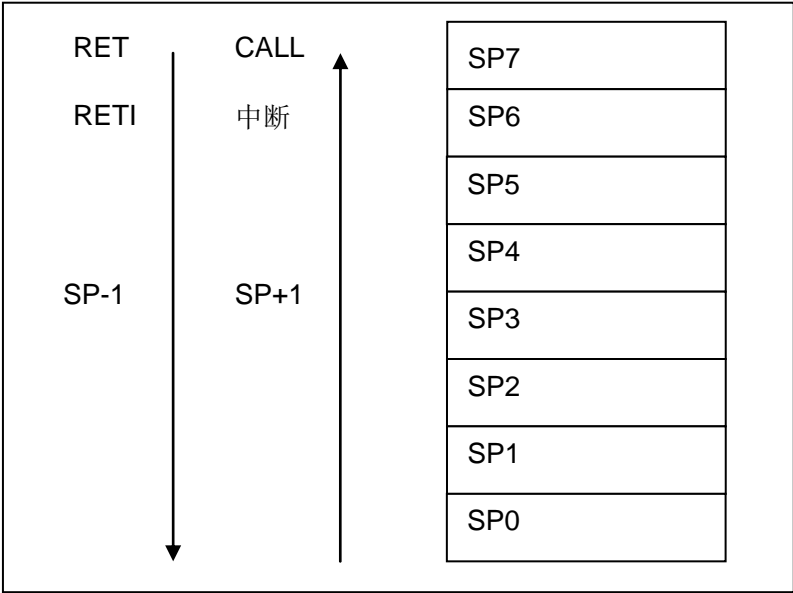 RET CALL SP7
RETI 中断 SP6
SP5
SP4
SP-1 SP+1
SP3
SP2
SP1
SP0